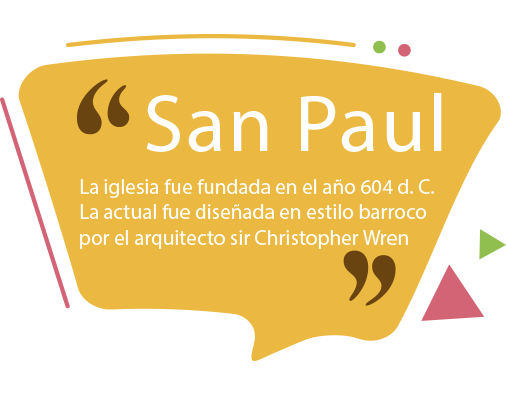 San Paul
La iglesia fue fundada en el año 604 d. C.
La actual fue diseñada en estilo barroco
por el arquitecto sir Christopher Wren